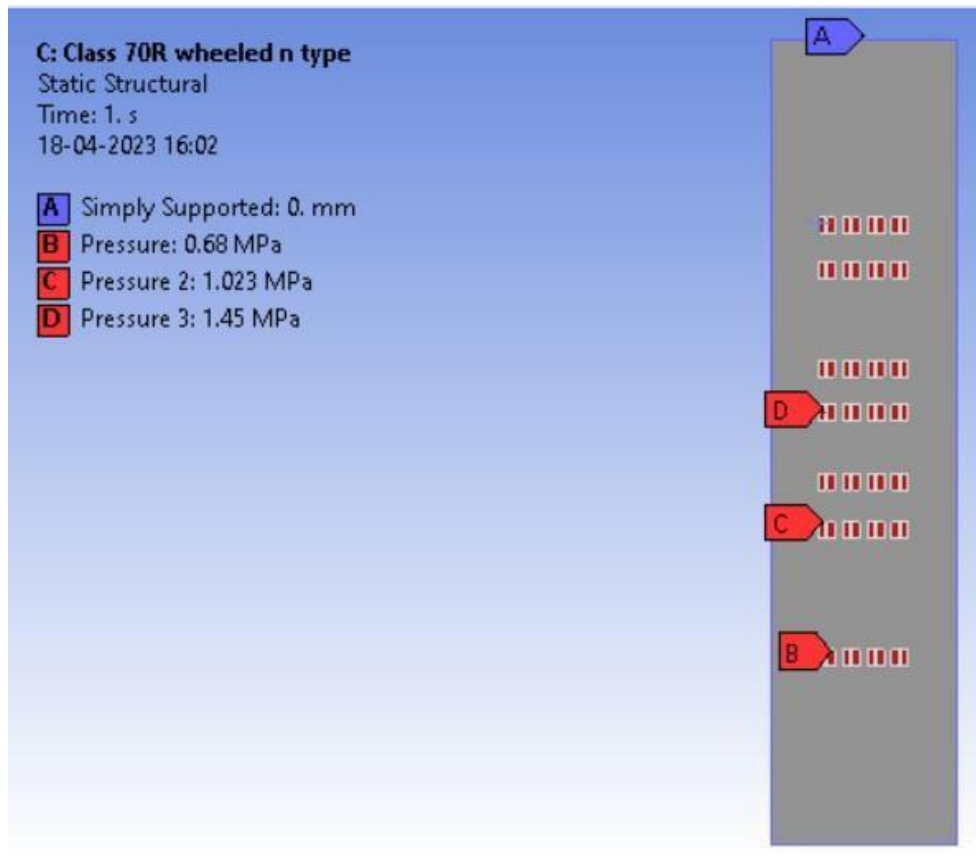 C: Class 70R wheeled n type
Static Structural
Time: 1. s
18-04-2023 16:02
A Simply Supported: 0. mm
B Pressure: 0.68 MPa
C Pressure 2: 1.023 MPa
D Pressure 3: 1.45 MPa
A
D
C
B